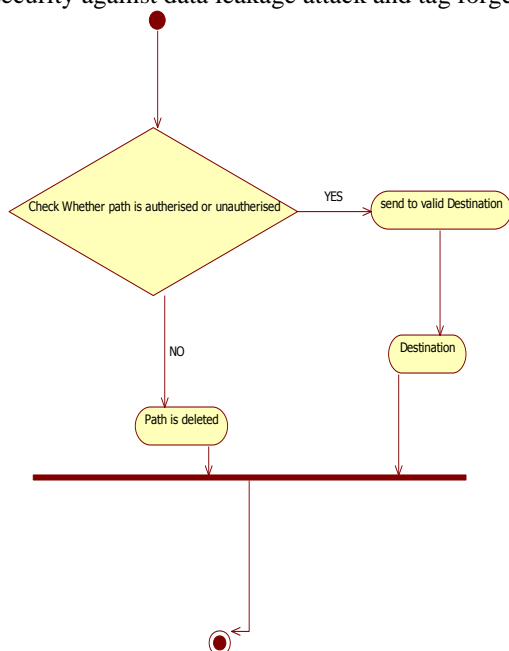 security against data leakage attack and tag forge
Check Whether path is autherised or unautherised
YES
send to valid Destination
Destination
NO
Path is deleted